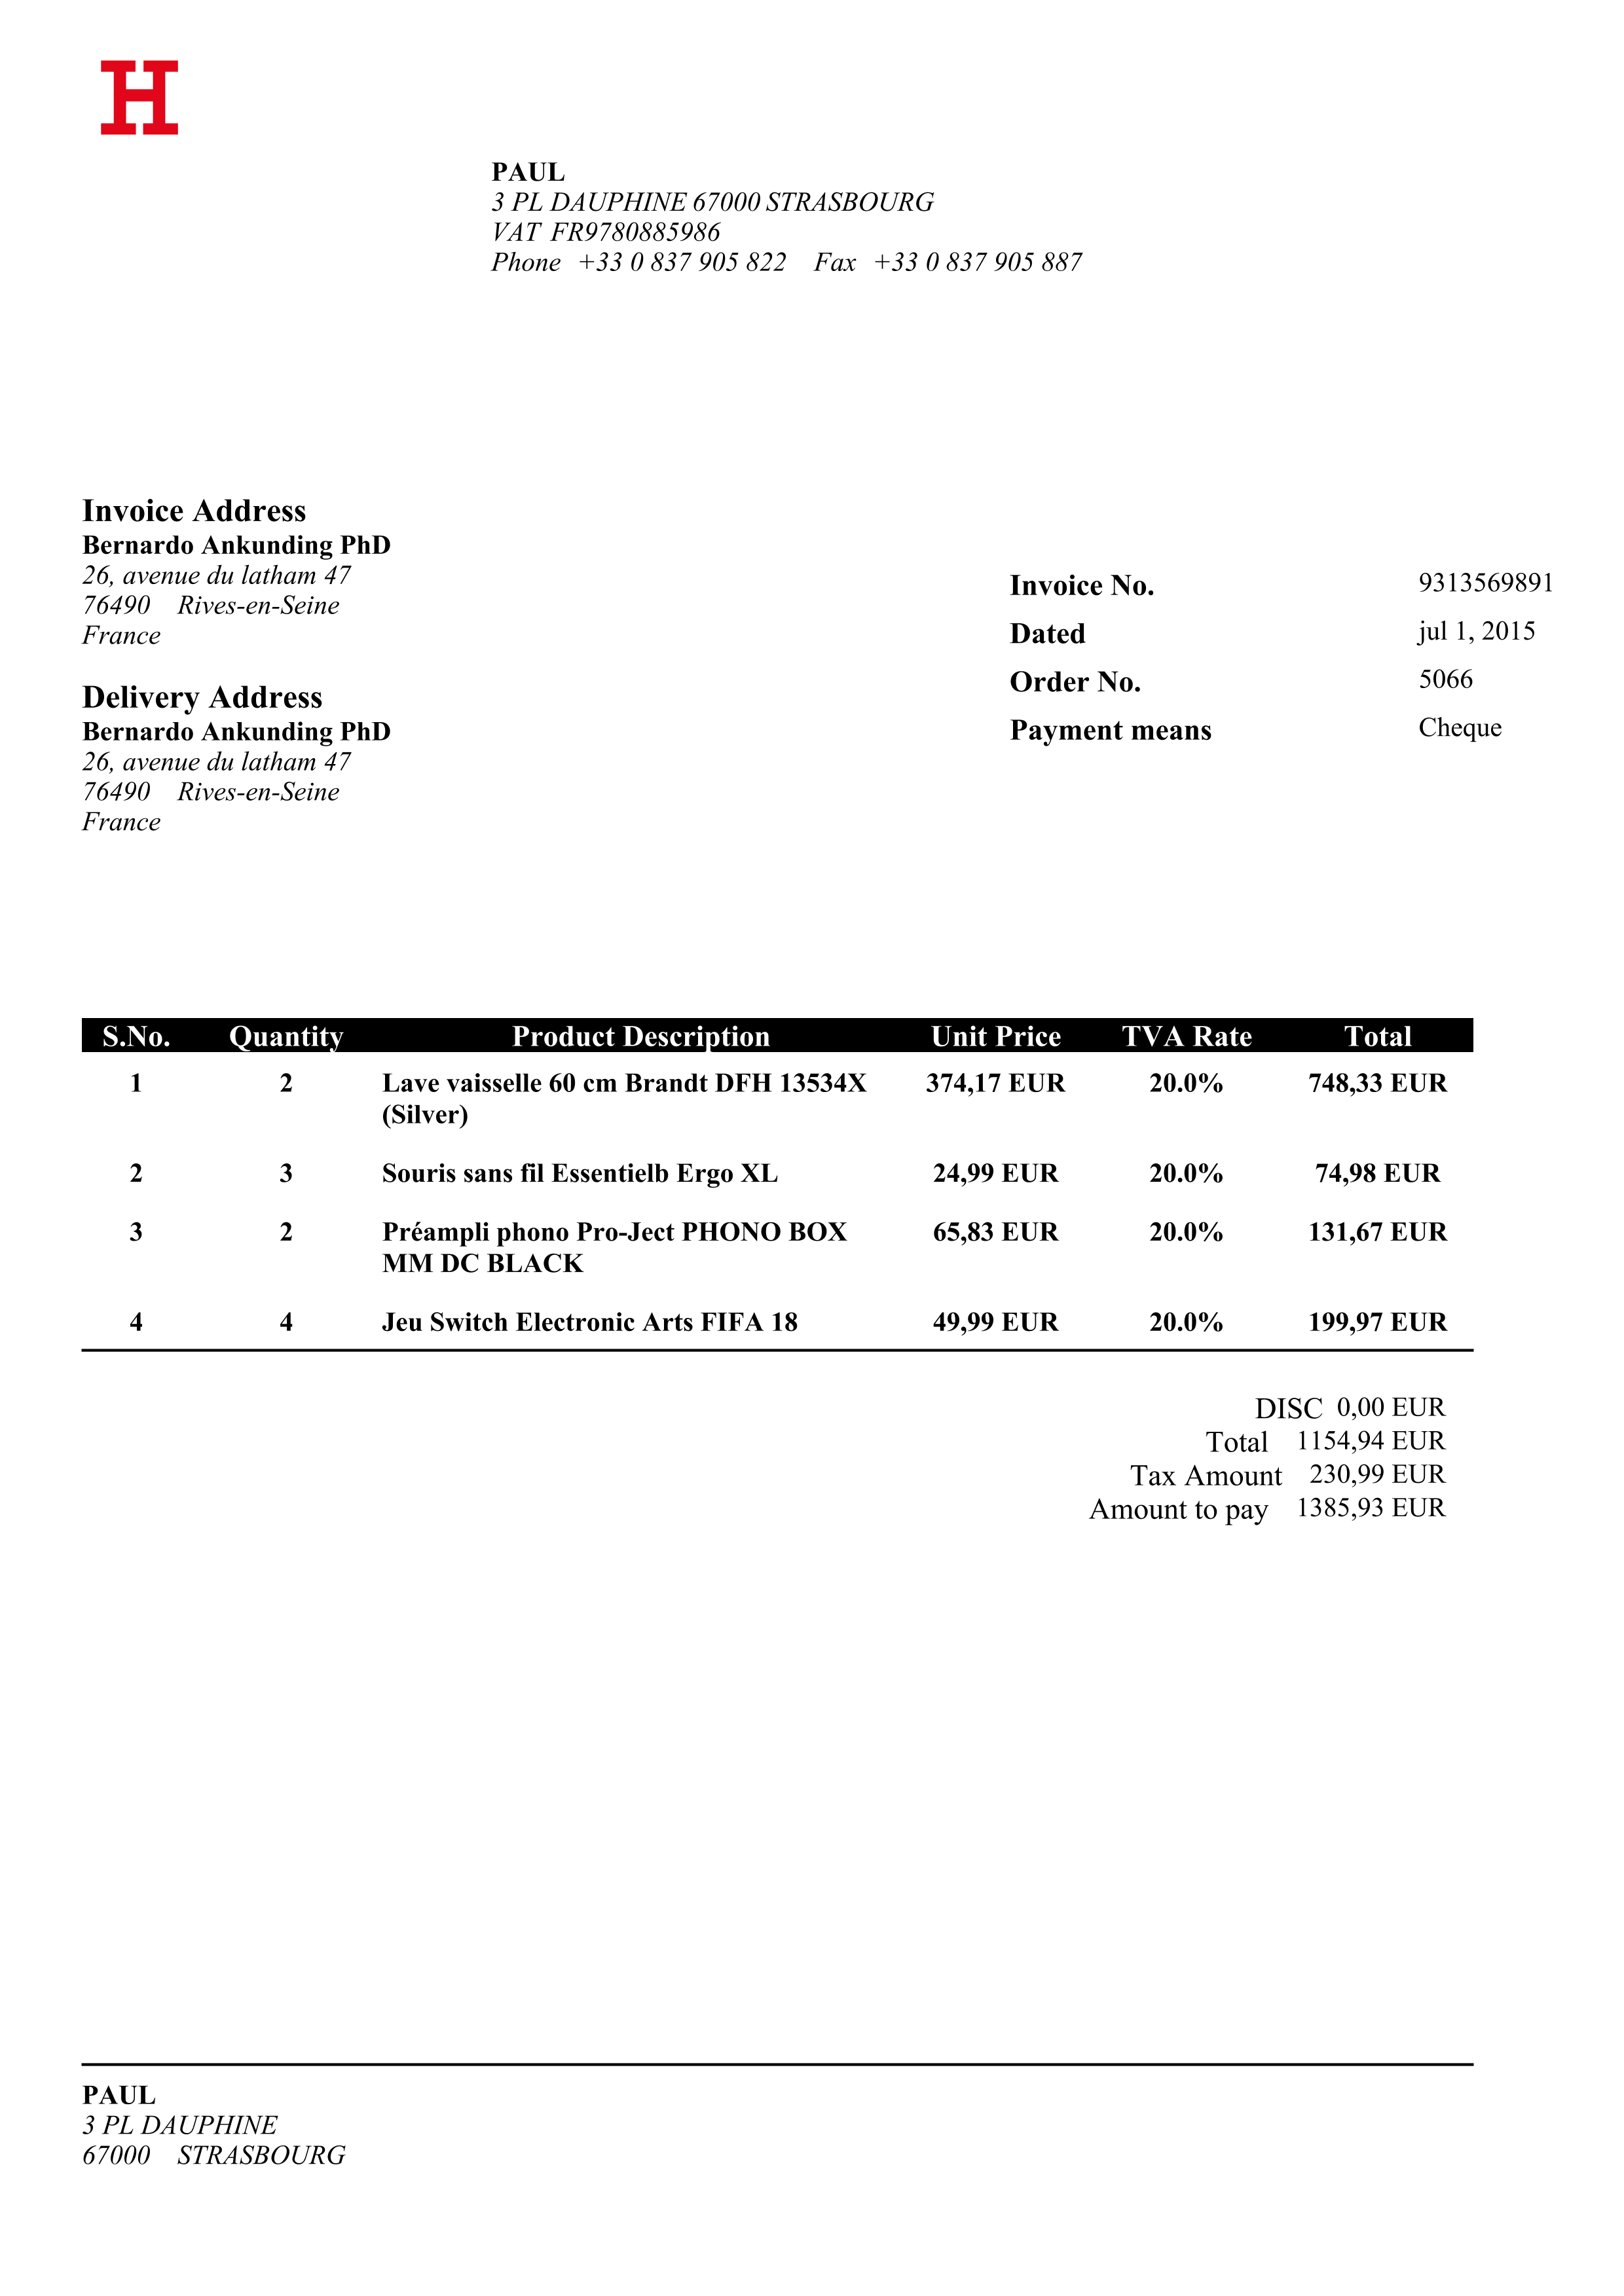 H
PAUL
3 PL DAUPHINE 67000 STRASBOURG
VAT FR9780885986
Phone +33 0 837 905 822 Fax +33 0 837 905 887
Invoice Address
Bernardo Ankunding PhD
26, avenue du latham 47
76490 Rives-en-Seine
France
Delivery Address
Bernardo Ankunding PhD
26, avenue du latham 47
76490 Rives-en-Seine
France
Invoice No. 9313569891
Dated jul 1, 2015
Order No. 5066
Payment means Cheque
S.No. Quantity Product Description Unit Price TVA Rate Total
1 2 Lave vaisselle 60 cm Brandt DFH 13534X 374,17 EUR 20.0% 748,33 EUR
(Silver)
2 3 Souris sans fil Essentielb Ergo XL 24,99 EUR 20.0% 74,98 EUR
3 2 Préampli phono Pro-Ject PHONO BOX 65,83 EUR 20.0% 131,67 EUR
MM DC BLACK
4 4 Jeu Switch Electronic Arts FIFA 18 49,99 EUR 20.0% 199,97 EUR
DISC 0,00 EUR
Total 1154,94 EUR
Tax Amount 230,99 EUR
Amount to pay 1385,93 EUR
PAUL
3 PL DAUPHINE
67000 STRASBOURG